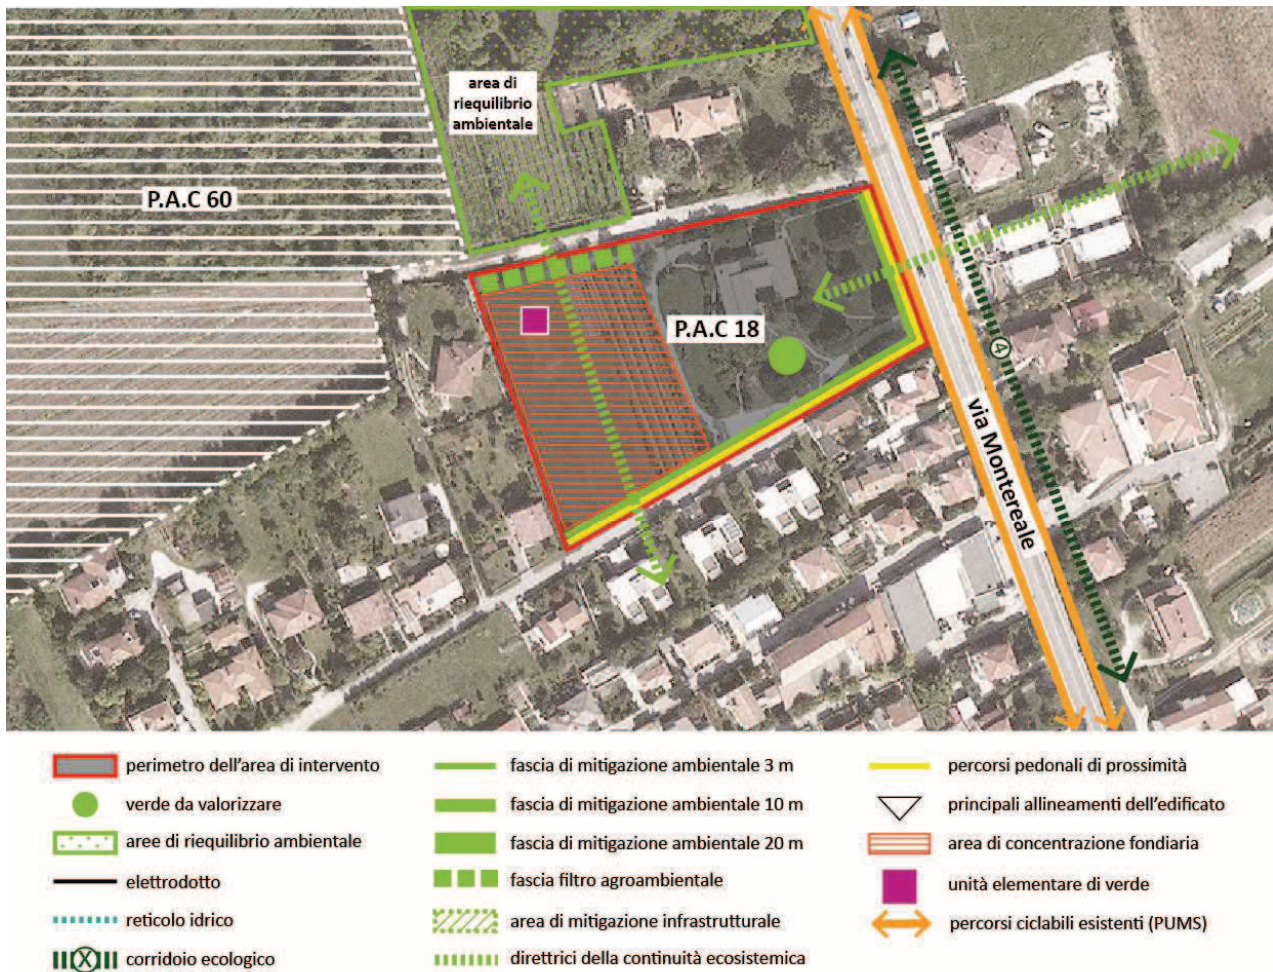 area di
riequilibrio
ambientale
P.A.C 60
P.A.C 18
4
via Montereale
perimetro dell'area di intervento
verde da valorizzare
aree di riequilibrio ambientale
elettrodotto
reticolo idrico
X
corridoio ecologico
fascia di mitigazione ambientale 3 m
fascia di mitigazione ambientale 10 m
fascia di mitigazione ambientale 20 m
fascia filtro agroambientale
area di mitigazione infrastrutturale
direttrici della continuità ecosistemica
percorsi pedonali di prossimità
principali allineamenti dell'edificato
area di concentrazione fondiaria
unità elementare di verde
percorsi ciclabili esistenti (PUMS)